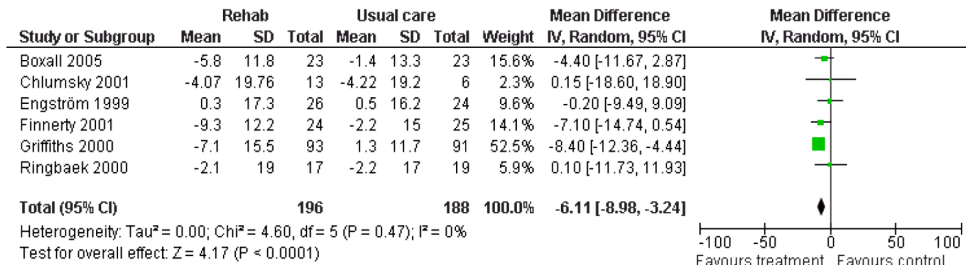 Rehab Usual care Mean Difference Mean Difference
Study or Subgroup Mean SD Total Mean SD Total Weight IV, Random, 95% CI IV, Random, 95% CI
Boxall 2005 -5.8 11.8 23 -1.4 13.3 23 15.6% -4.40 [-11.67, 2.87]
Chlumsky 2001 -4.07 19.76 13 -4.22 19.2 6 2.3% 0.15 [-18.60, 18.90]
Engström 1999 0.3 17.3 26 0.5 16.2 24 9.6% -0.20 [-9.49, 9.09]
Finnerty 2001 -9.3 12.2 24 -2.2 15 25 14.1% -7.10 [-14.74, 0.54]
Griffiths 2000 -7.1 15.5 93 1.3 11.7 91 52.5% -8.40 [-12.36, -4.44]
Ringbaek 2000 -2.1 19 17 -2.2 17 19 5.9% 0.10 [-11.73, 11.93]
Total (95% CI) 196 188 100.0% -6.11 [-8.98, -3.24]
Heterogeneity: Tau² = 0.00; Chi² = 4.60, df = 5 (P = 0.47); I² = 0%
Test for overall effect: Z = 4.17 (P < 0.0001)
-100 -50 0 50 100
Favours treatment Favours control